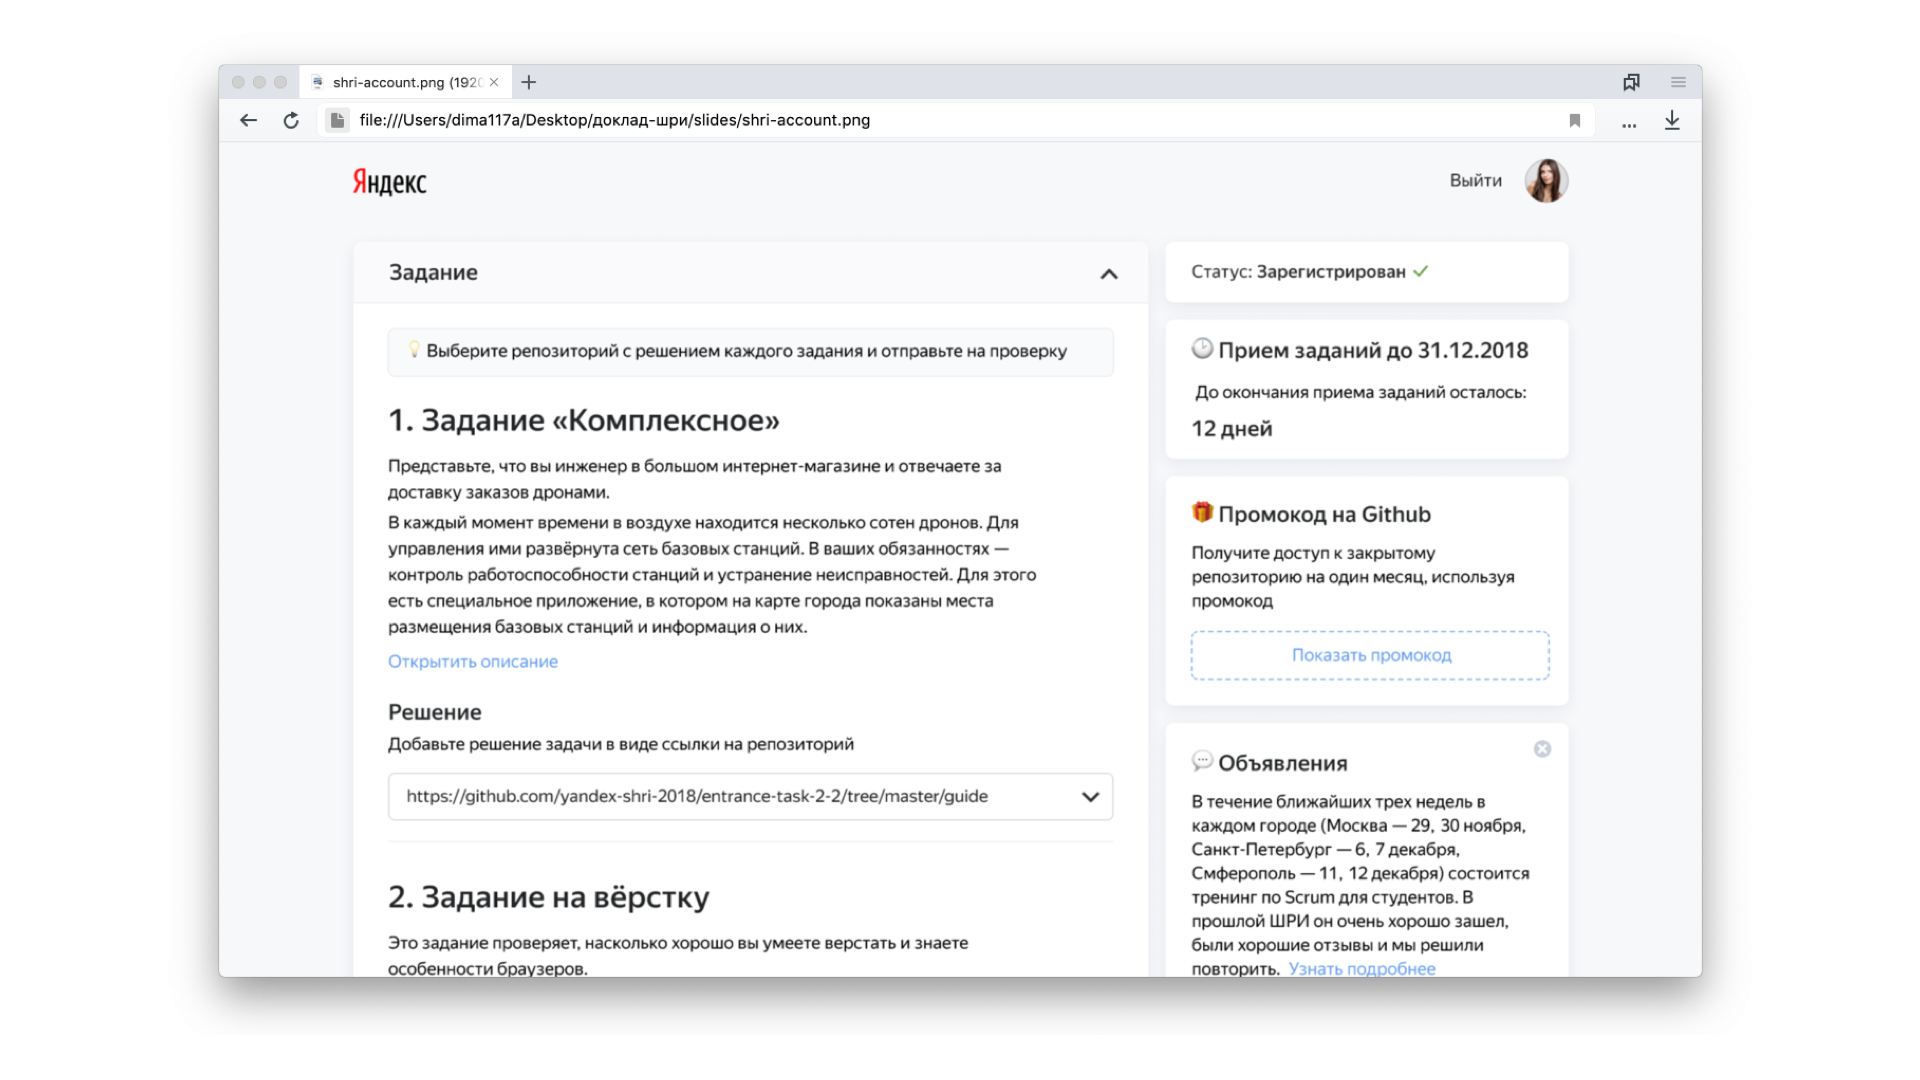 shri-account.png (192
file:///Users/dima117a/Desktop/доклад-шри/slides/shri-account.png
Яндекс
Выйти
Задание
Выберите репозиторий с решением каждого задания и отправьте на проверку
1. Задание «Комплексное»
Представьте, что вы инженер в большом интернет-магазине и отвечаете за
доставку заказов дронами.
В каждый момент времени в воздухе находится несколько сотен дронов. Для
управления ими развёрнута сеть базовых станций. В ваших обязанностях —
контроль работоспособности станций и устранение неисправностей. Для этого
есть специальное приложение, в котором на карте города показаны места
размещения базовых станций и информация о них.
Открытить описание
Решение
Добавьте решение задачи в виде ссылки на репозиторий
https://github.com/yandex-shri-2018/entrance-task-2-2/tree/master/guide
2. Задание на вёрстку
Это задание проверяет, насколько хорошо вы умеете верстать и знаете
особенности браузеров.
Статус: Зарегистрирован
Прием заданий до 31.12.2018
До окончания приема заданий осталось:
12 дней
Промокод на Github
Получите доступ к закрытому
репозиторию на один месяц, используя
промокод
Показать промокод
Объявления
В течение ближайших трех недель в
каждом городе (Москва — 29, 30 ноября,
Санкт-Петербург — 6, 7 декабря,
Смферополь — 11, 12 декабря) состоится
тренинг по Scrum для студентов. В
прошлой ШРИ он очень хорошо зашел,
были хорошие отзывы и мы решили
повторить. Узнать подробнее